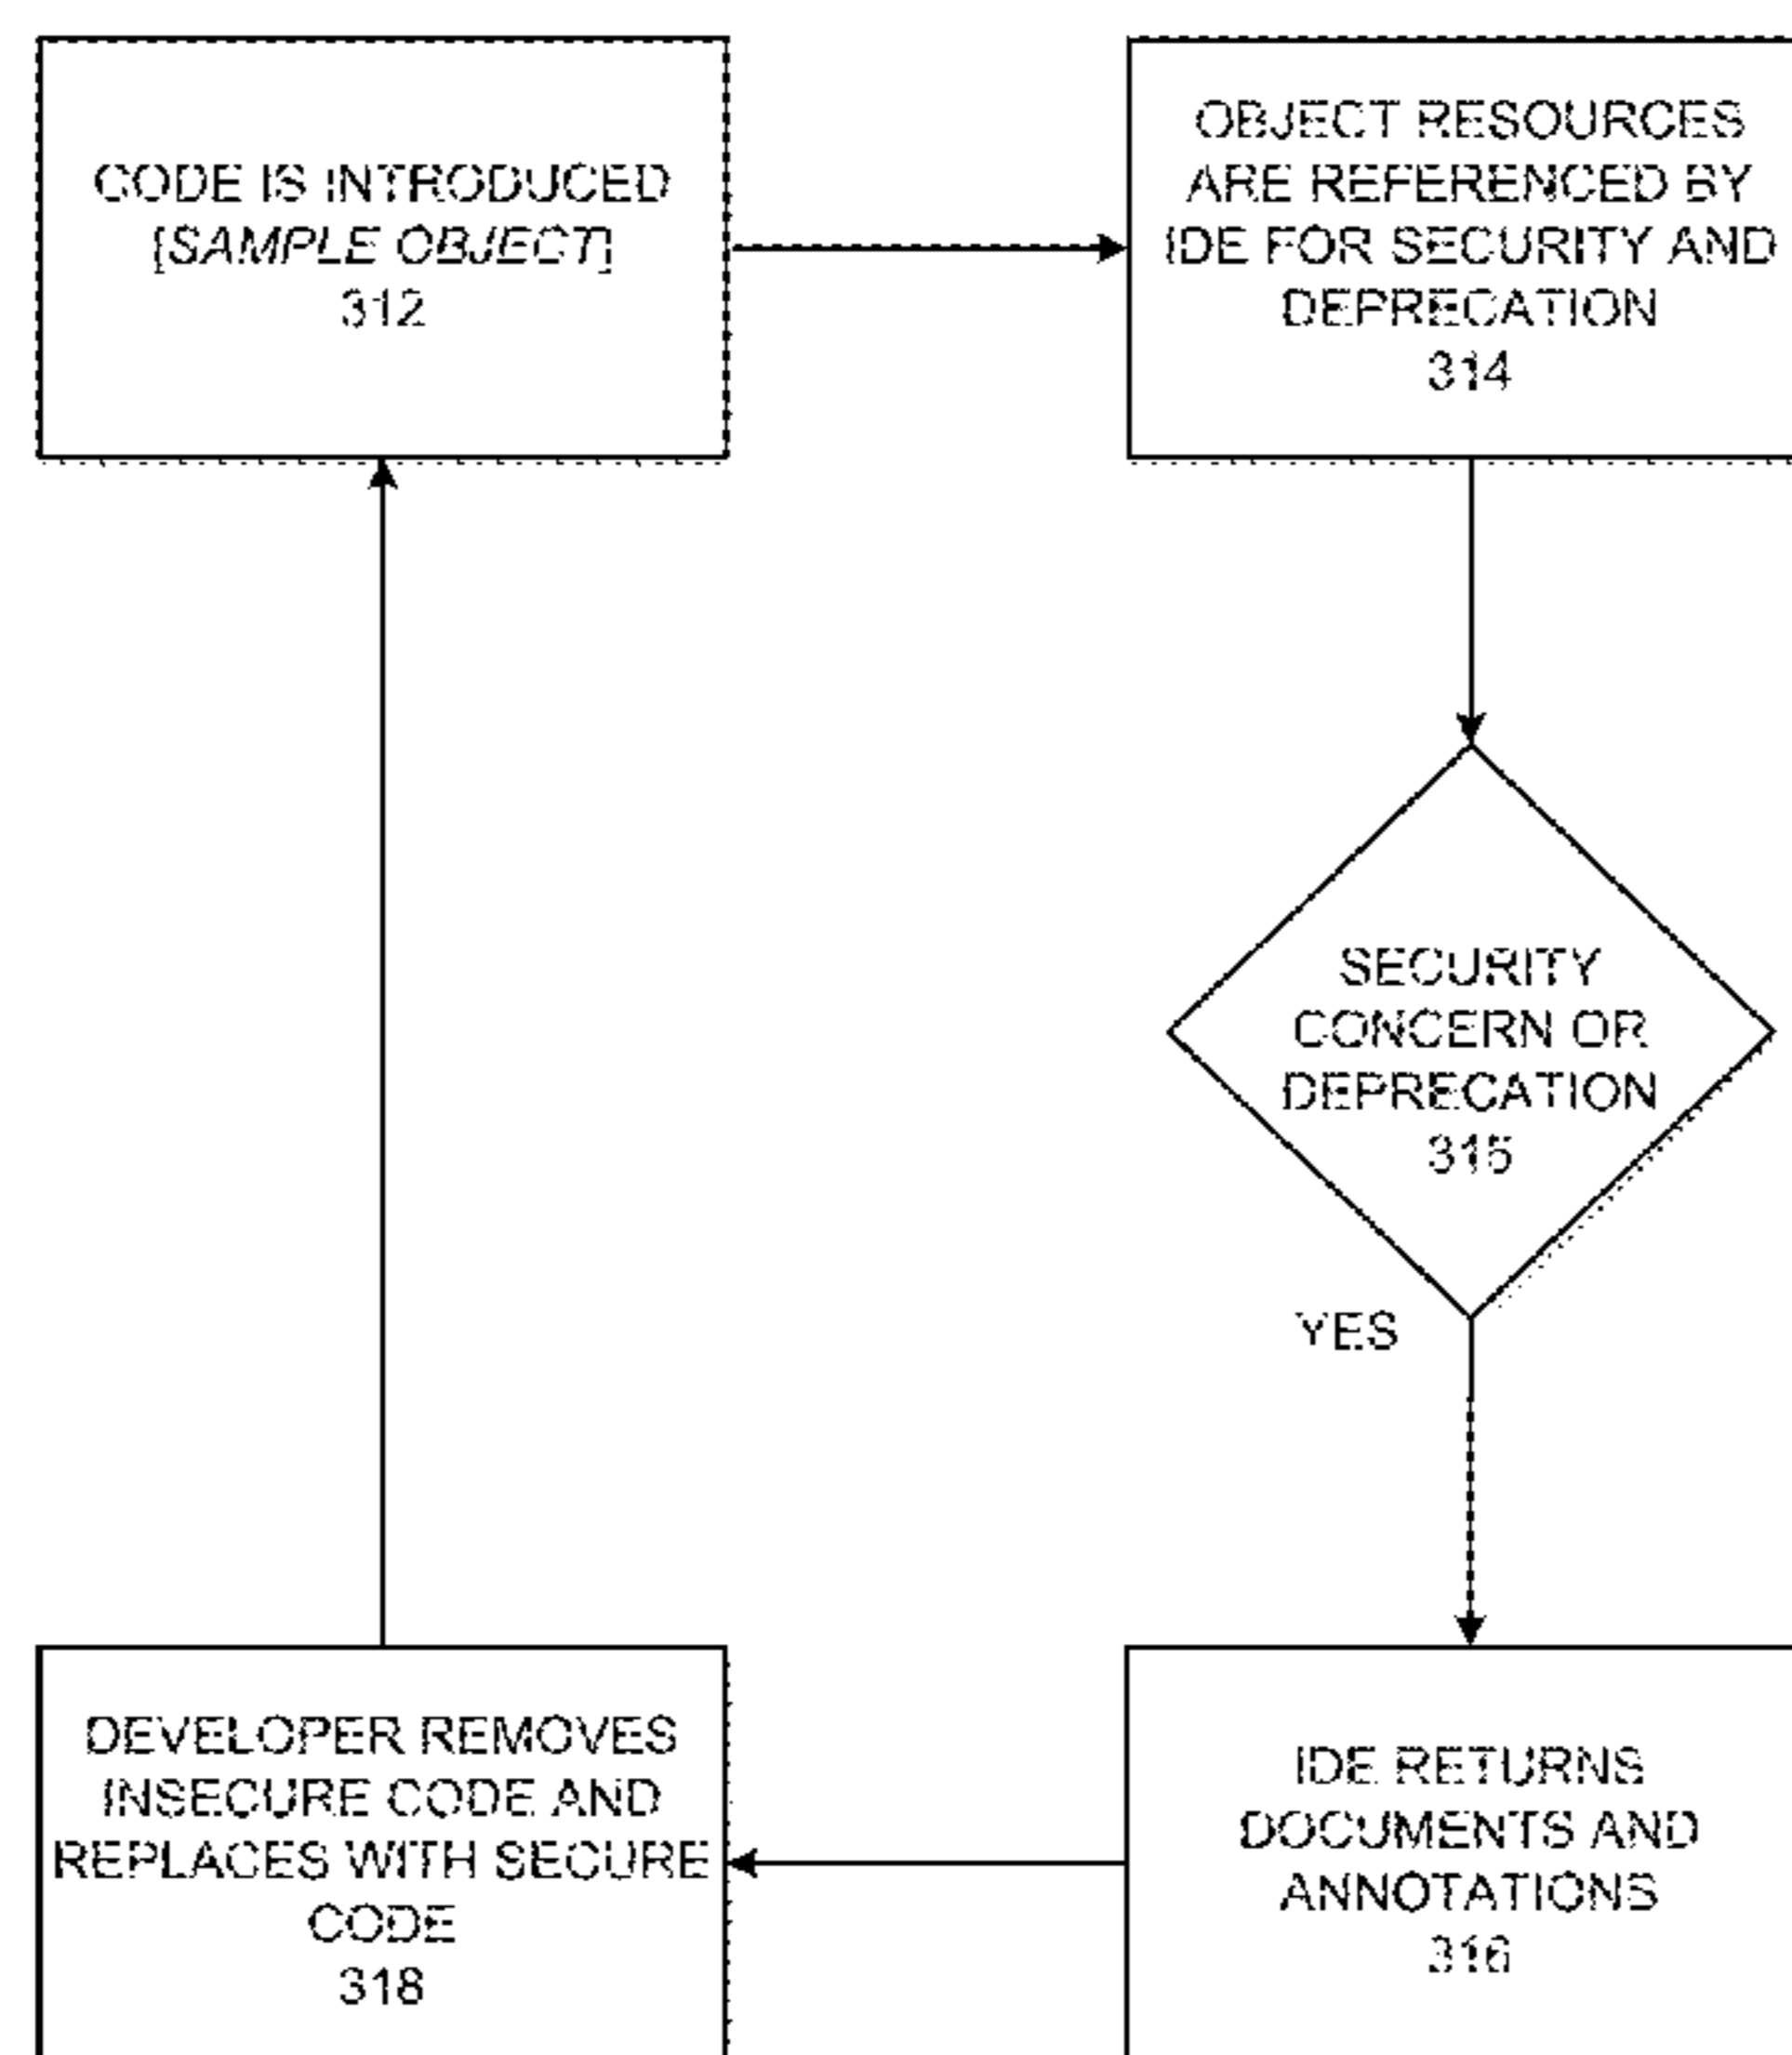 CODE IS INTRODUCED
[SAMPLE OBJECT]
312
OBJECT RESOURCES
ARE REFERENCED BY
IDE FOR SECURITY AND
DEPRECATION
314
SECURITY
CONCERN OR
DEPRECATION
315
YES
IDE RETURNS
DOCUMENTS AND
ANNOTATIONS
316
DEVELOPER REMOVES
INSECURE CODE AND
REPLACES WITH SECURE
CODE
318